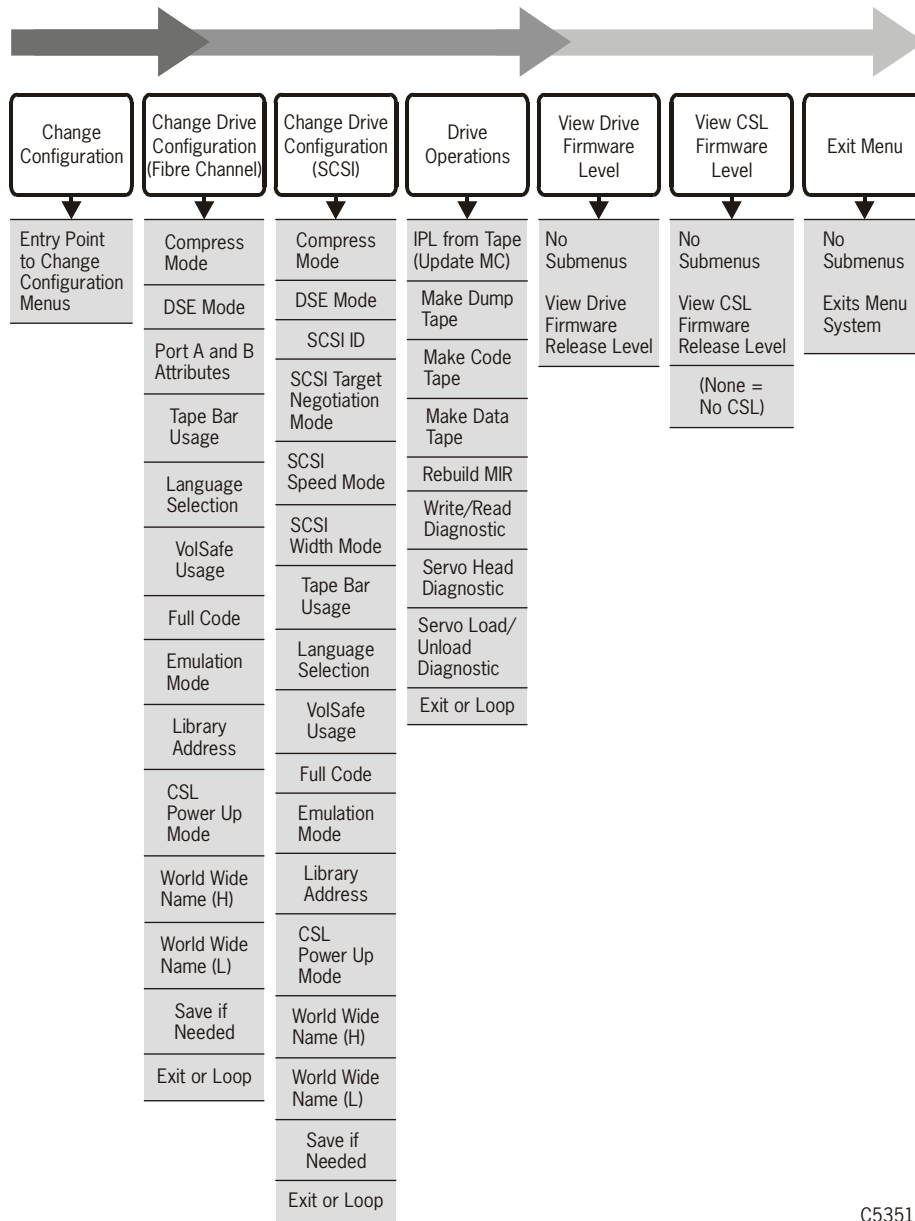 Change
Configuration
Change Drive
Configuration
(Fibre Channel)
Change Drive
Configuration
(SCSI)
Drive
Operations
View Drive
Firmware
Level
View CSL
Firmware
Level
Exit Menu
Entry Point
to Change
Configuration
Menus
Compress
Mode
DSE Mode
Port A and B
Attributes
Tape Bar
Usage
Language
Selection
VolSafe
Usage
Full Code
Emulation
Mode
Library
Address
CSL
Power Up
Mode
World Wide
Name (H)
World Wide
Name (L)
Save if
Needed
Exit or Loop
Compress
Mode
DSE Mode
SCSI ID
SCSI Target
Negotiation
Mode
SCSI
Speed Mode
SCSI
Width Mode
Tape Bar
Usage
Language
Selection
VolSafe
Usage
Full Code
Emulation
Mode
Library
Address
CSL
Power Up
Mode
World Wide
Name (H)
World Wide
Name (L)
Save if
Needed
Exit or Loop
IPL from Tape
(Update MC)
Make Dump
Tape
Make Code
Tape
Make Data
Tape
Rebuild MIR
Write/Read
Diagnostic
Servo Head
Diagnostic
Servo Load/
Unload
Diagnostic
Exit or Loop
No
Submenus
View Drive
Firmware
Release Level
No
Submenus
View CSL
Firmware
Release Level
(None =
No CSL)
No
Submenus
Exits Menu
System
C5351